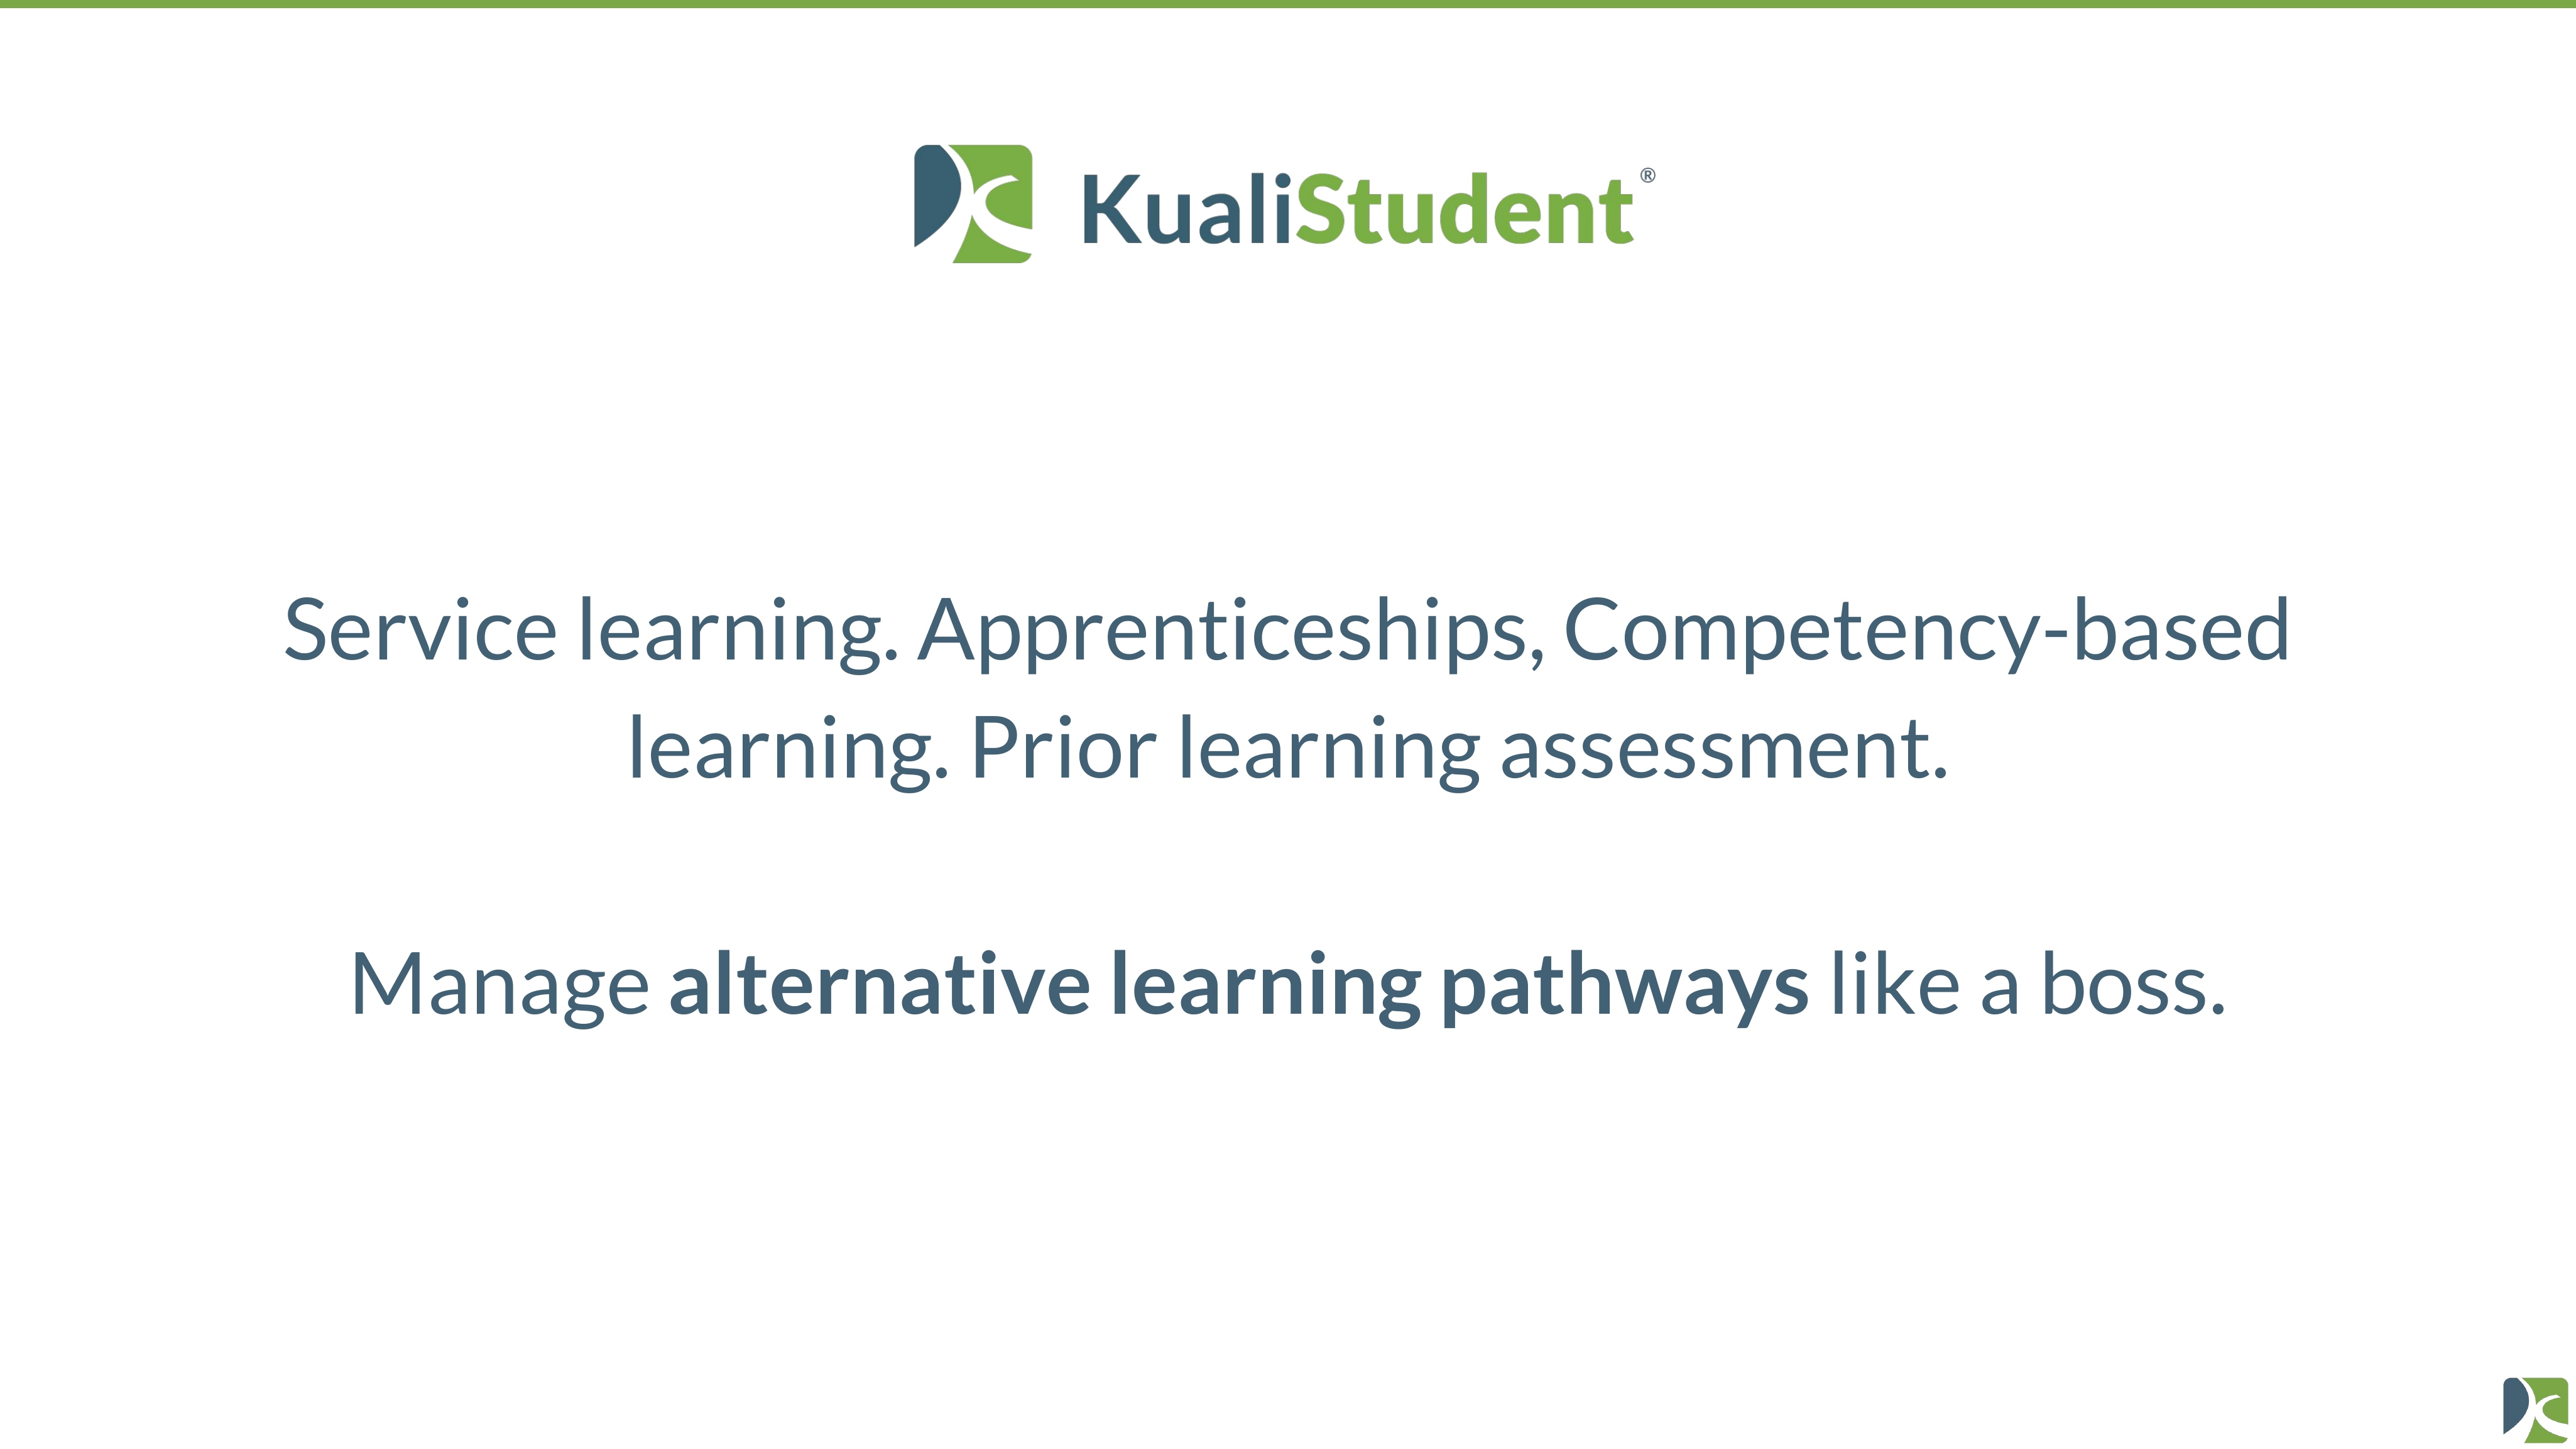 KualiStudent®
Service learning. Apprenticeships, Competency-based
learning. Prior learning assessment.
Manage alternative learning pathways like a boss.